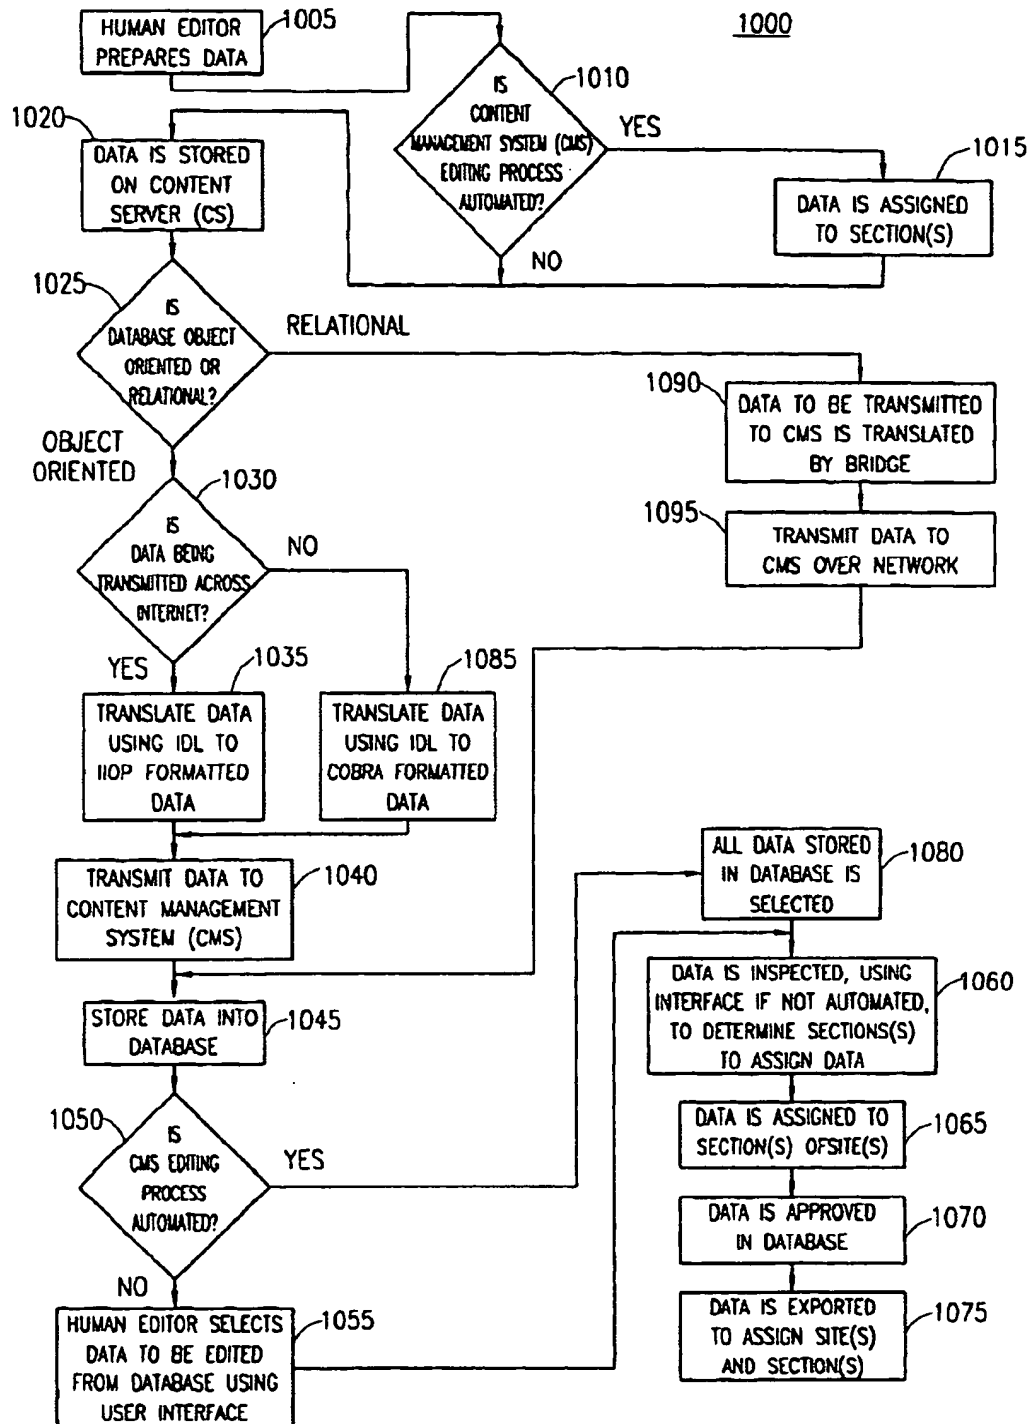 1000
HUMAN EDITOR
PREPARES DATA
1005
IS
CONTENT
MANAGEMENT SYSTEM (CMS)
EDITING PROCESS
AUTOMATED?
1010
YES
NO
DATA IS ASSIGNED
TO SECTION(S)
1015
1020
DATA IS STORED
ON CONTENT
SERVER (CS)
1025
IS
DATABASE OBJECT
ORIENTED OR
RELATIONAL?
RELATIONAL
OBJECT
ORIENTED
1090
DATA TO BE TRANSMITTED
TO CMS IS TRANSLATED
BY BRIDGE
1095
TRANSMIT DATA TO
CMS OVER NETWORK
1030
IS
DATA BEING
TRANSMITTED ACROSS
INTERNET?
NO
YES
1035
TRANSLATE DATA
USING IDL TO
IIOP FORMATTED
DATA
1085
TRANSLATE DATA
USING IDL TO
COBRA FORMATTED
DATA
TRANSMIT DATA TO
CONTENT MANAGEMENT
SYSTEM (CMS)
1040
STORE DATA INTO
DATABASE
1045
1050
IS
CMS EDITING
PROCESS
AUTOMATED?
YES
NO
HUMAN EDITOR SELECTS
DATA TO BE EDITED
FROM DATABASE USING
USER INTERFACE
1055
ALL DATA STORED
IN DATABASE IS
SELECTED
1080
DATA IS INSPECTED, USING
INTERFACE IF NOT AUTOMATED,
TO DETERMINE SECTIONS(S)
TO ASSIGN DATA
1060
DATA IS ASSIGNED TO
SECTION(S) OFSITE(S)
1065
DATA IS APPROVED
IN DATABASE
1070
DATA IS EXPORTED
TO ASSIGN SITE(S)
AND SECTION(S)
1075